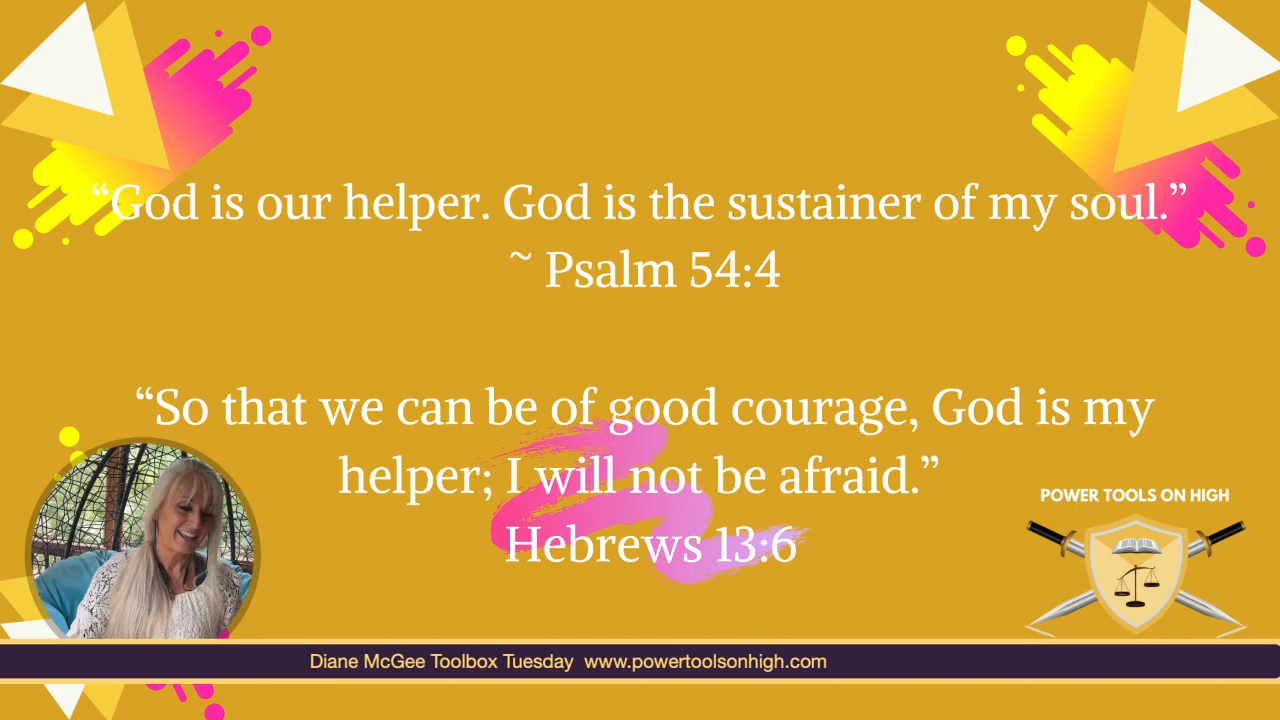 “God is our helper. God is the sustainer of my soul.”
~ Psalm 54:4
“So that we can be of good courage, God is my
helper; I will not be afraid.”
Hebrews 13:6
POWER TOOLS ON HIGH
Diane McGee Toolbox Tuesday  www.powertoolsonhigh.com